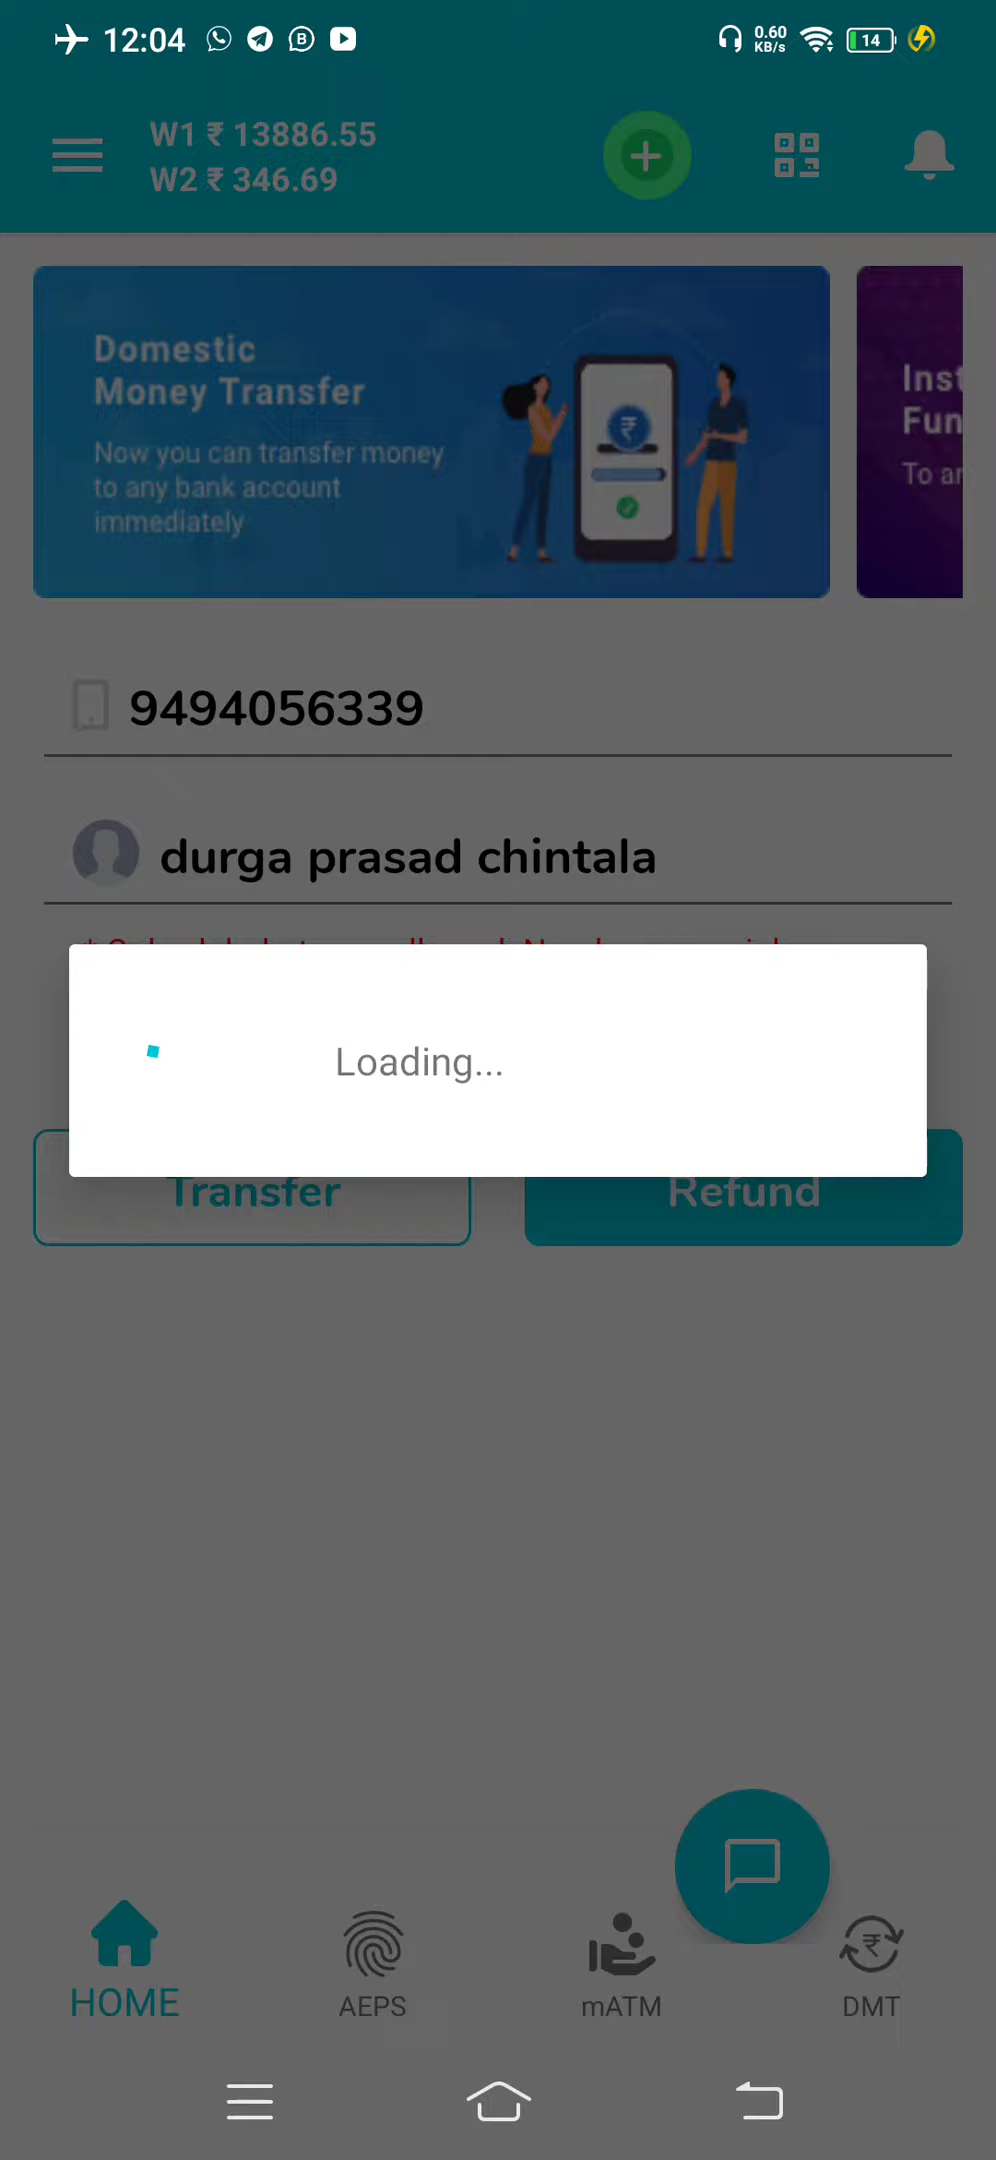 12:04
0.60
KB/s
14
W1 ₹ 13886.55
W2 ₹ 346.69
Domestic
Money Transfer
Now you can transfer money
to any bank account
immediately
Inst
Fun
To an
9494056339
durga prasad chintala
Loading...
Transfer
Refund
HOME
AEPS
mATM
DMT